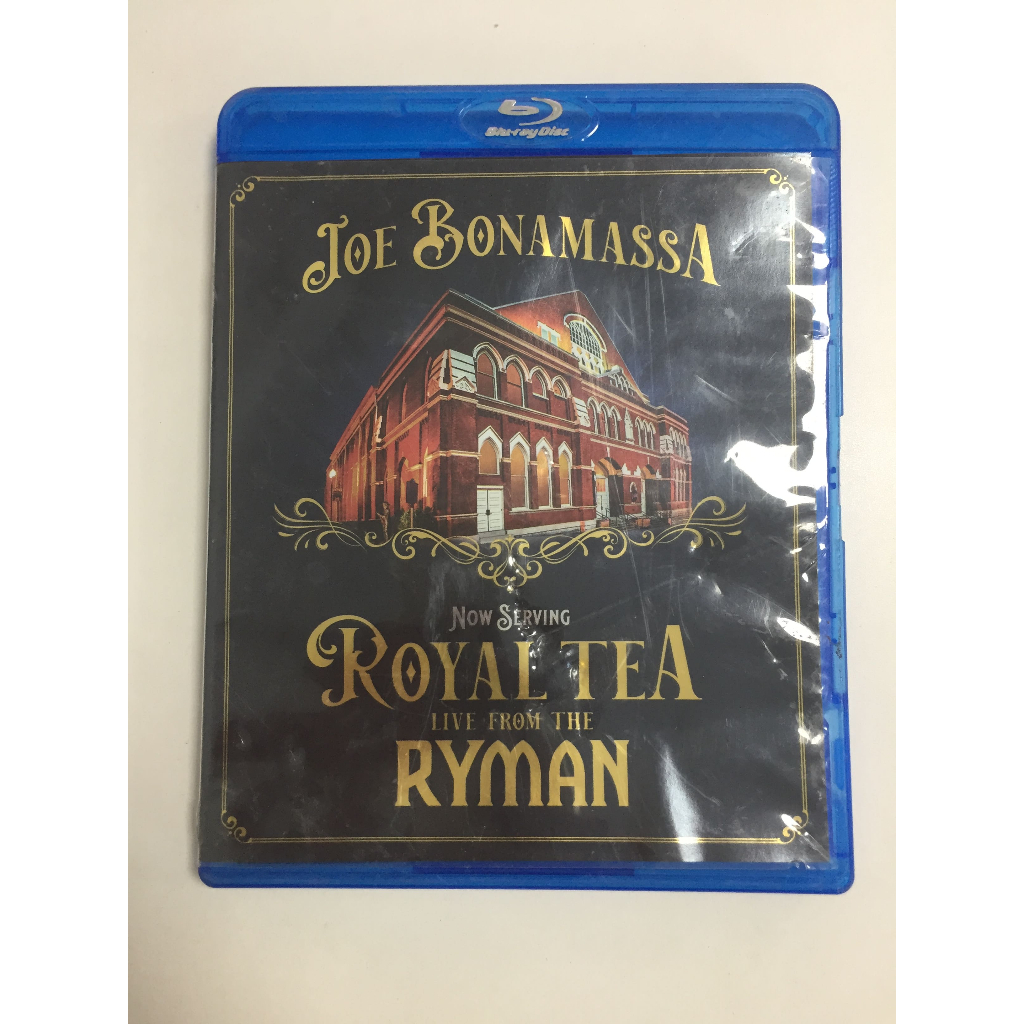 Blu-ray Disc
JOE BONAMASSA
NOW SERVING
ROYAL TEA
LIVE FROM THE
RYMAN